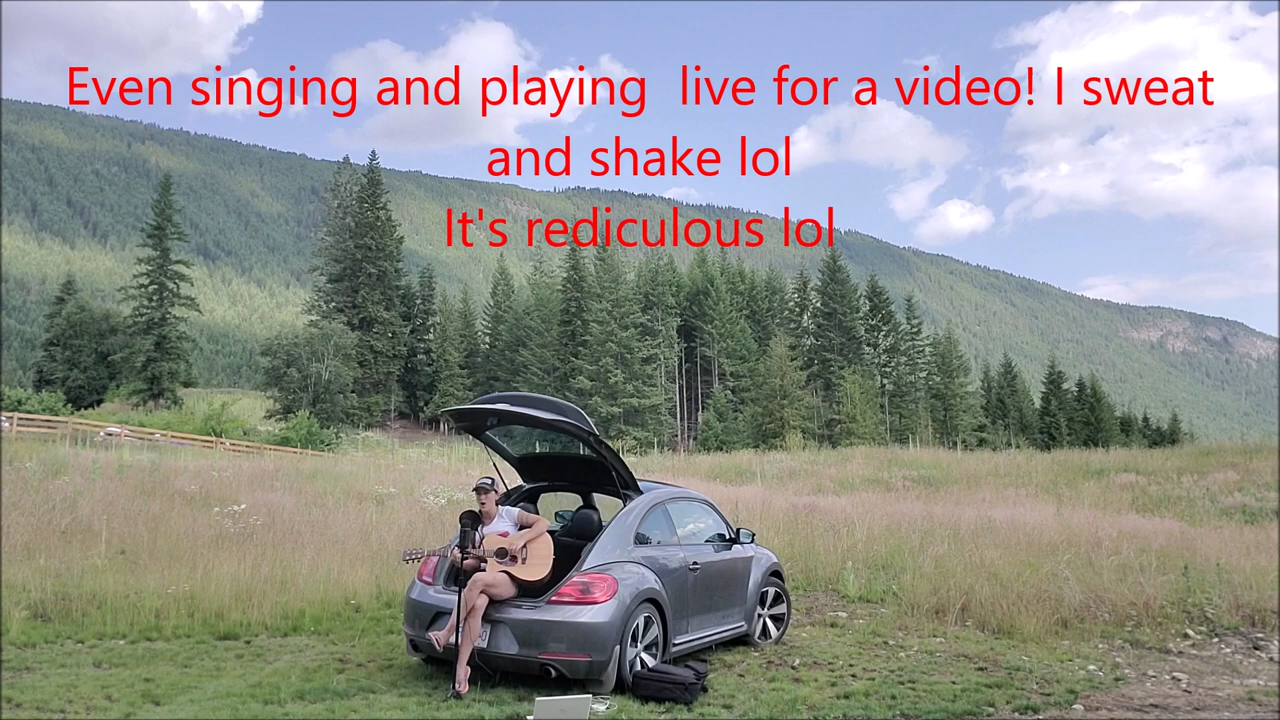 Even singing and playing  live for a video! I sweat
and shake lol
It's rediculous lol